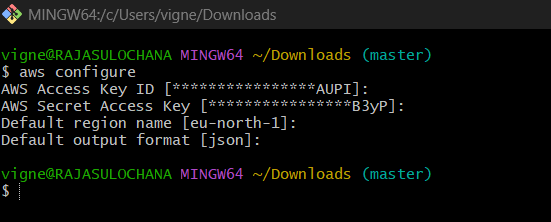 MINGW64:/c/Users/vigne/Downloads
vigne@RAJASULOCHANA MINGW64 ~/Downloads (master)
$ aws configure
AWS Access Key ID [****************AUPI]:
AWS Secret Access Key [****************B3yP]:
Default region name [eu-north-1]:
Default output format [json]:
vigne@RAJASULOCHANA MINGW64 ~/Downloads (master)
$